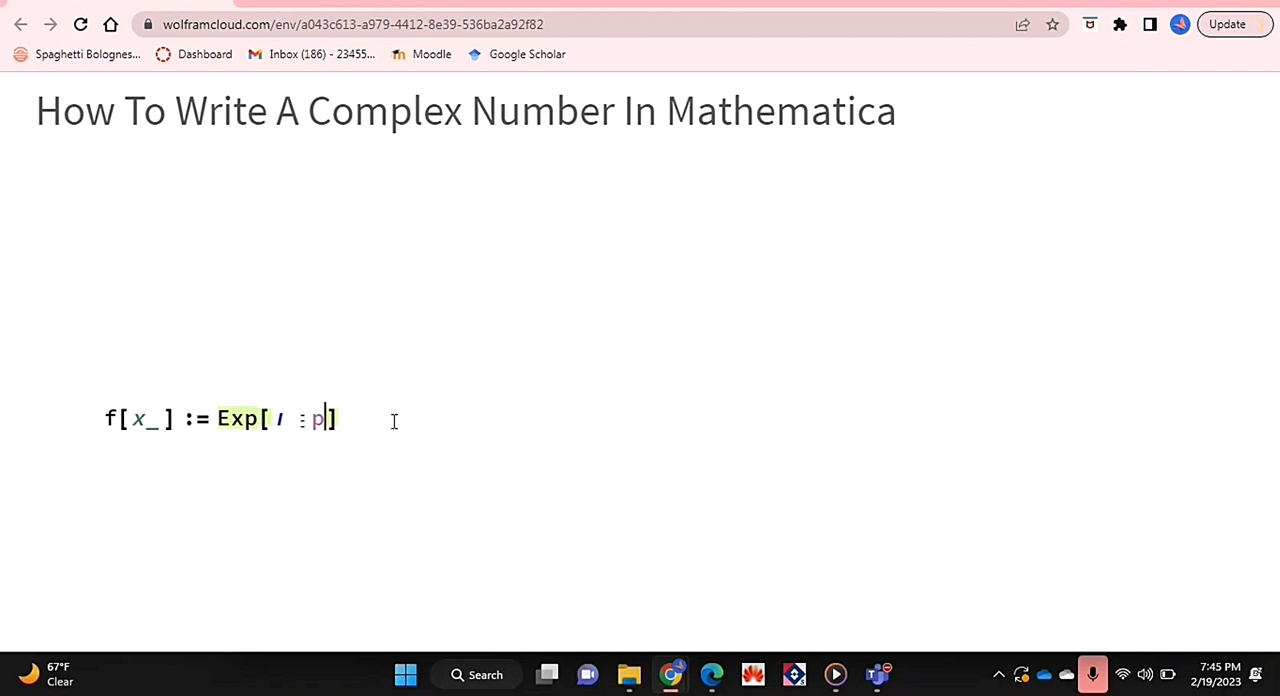 wolframcloud.com/env/a043c613-a979-4412-8e39-536ba2a92f82
Update
Spaghetti Bolognes... Dashboard Inbox (186) - 23455... Moodle Google Scholar
How To Write A Complex Number In Mathematica
f[x_] := Exp[ⅈ ⋮p]
67°F
Clear
Search
7:45 PM
2/19/2023